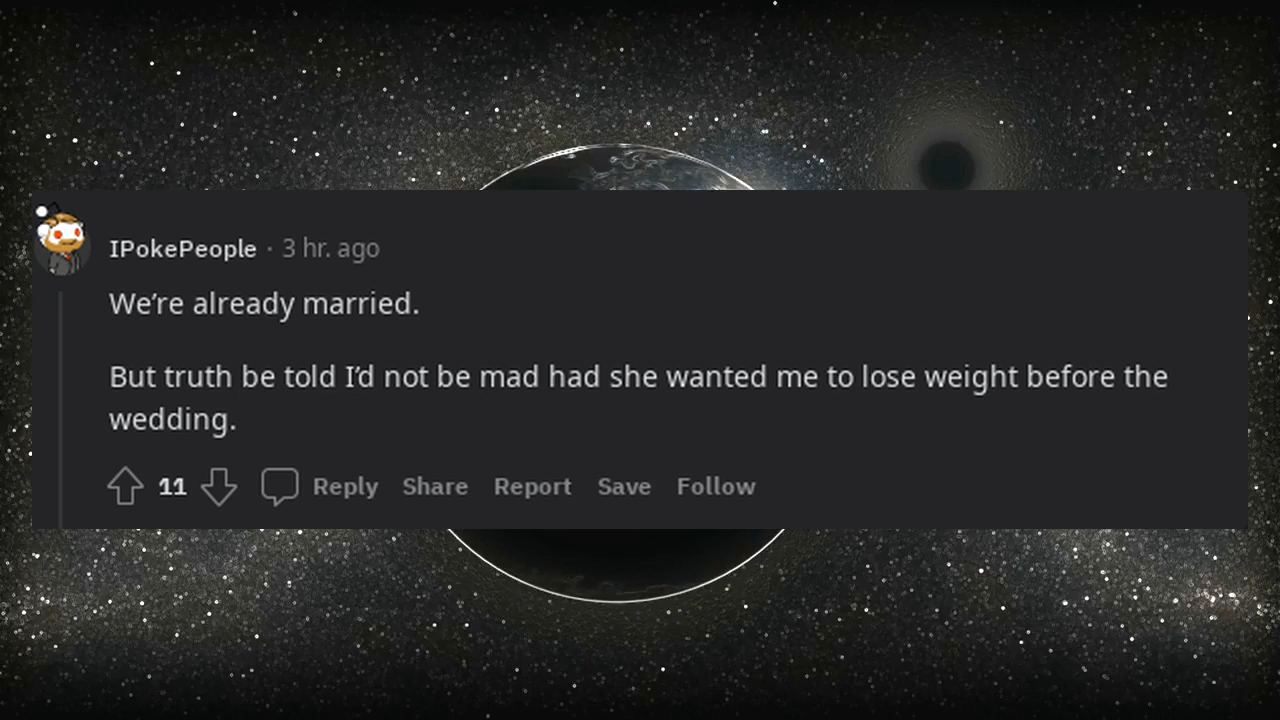 IPokePeople · 3 hr. ago
We’re already married.
But truth be told I’d not be mad had she wanted me to lose weight before the
wedding.
11 Reply Share Report Save Follow